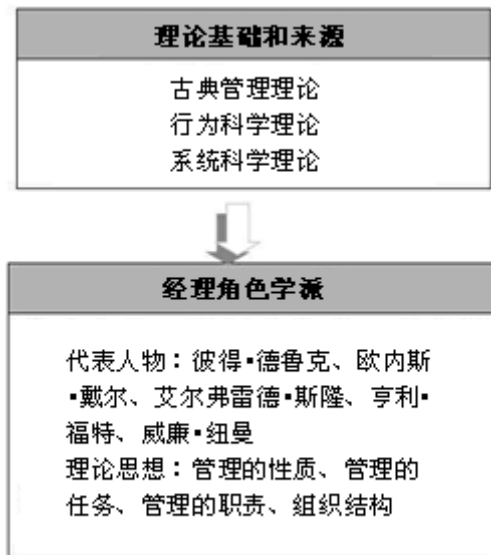 理论基础和来源
古典管理理论
行为科学理论
系统科学理论
经理角色学派
代表人物：彼得·德鲁克、欧内斯
·戴尔、艾尔弗雷德·斯隆、亨利·
福特、威廉·纽曼
理论思想：管理的性质、管理的
任务、管理的职责、组织结构